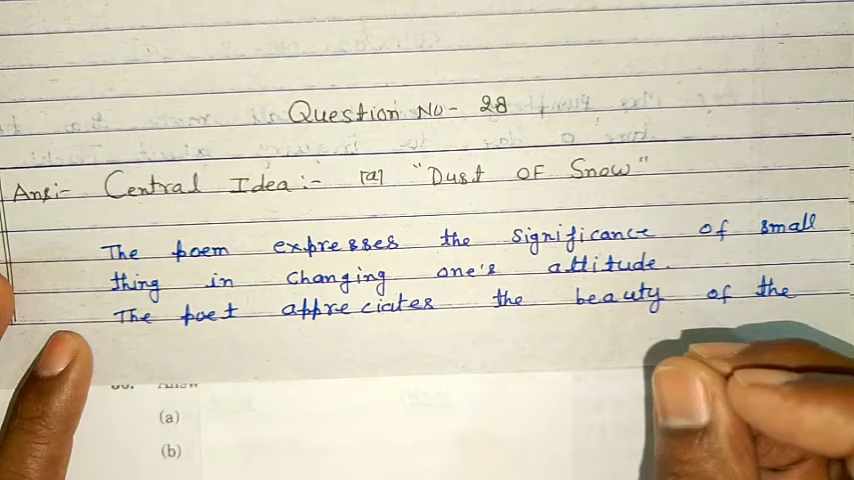 Question No - 28
Ans:- Central Idea:- [a] "Dust OF Snow"
The poem expresses the significance of small
thing in changing one's attitude.
The poet appreciates the beauty of the
(a)
(b)